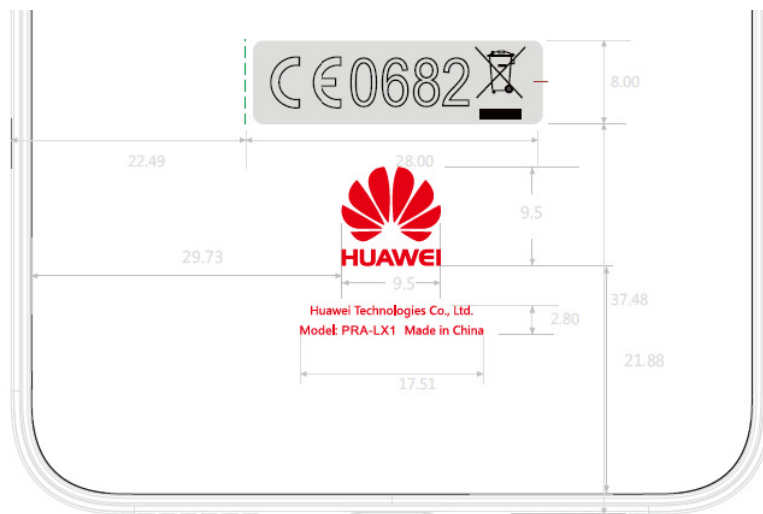 CE0682
8.00
22.49
28.00
9.5
HUAWEI
29.73
9.5
37.48
Huawei Technologies Co., Ltd.
2.80
Model: PRA-LX1 Made in China
21.88
17.51